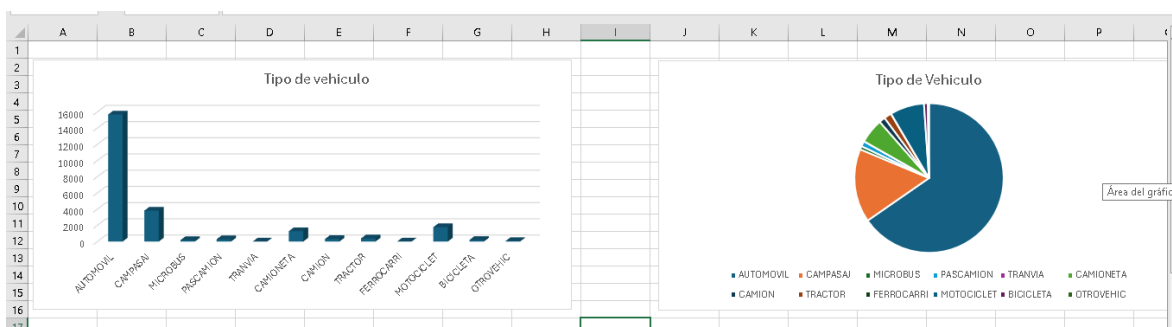 A B C D E F G H I J K L M N O P
1
2
3
4
5
6
7
8
9
10
11
12
13
14
15
16
17
Tipo de vehiculo
16000
14000
12000
10000
8000
6000
4000
2000
0
AUTOMOVIL
CAMPASAJ
MICROBUS
PASCAMION
TRANVIA
CAMIONETA
CAMION
TRACTOR
FERROCARRI
MOTOCICLET
BICICLETA
OTROVEHIC
Tipo de Vehiculo
Área del gráfic
AUTOMOVIL CAMPASAJ MICROBUS PASCAMION TRANVIA CAMIONETA
CAMION TRACTOR FERROCARRI MOTOCICLET BICICLETA OTROVEHIC